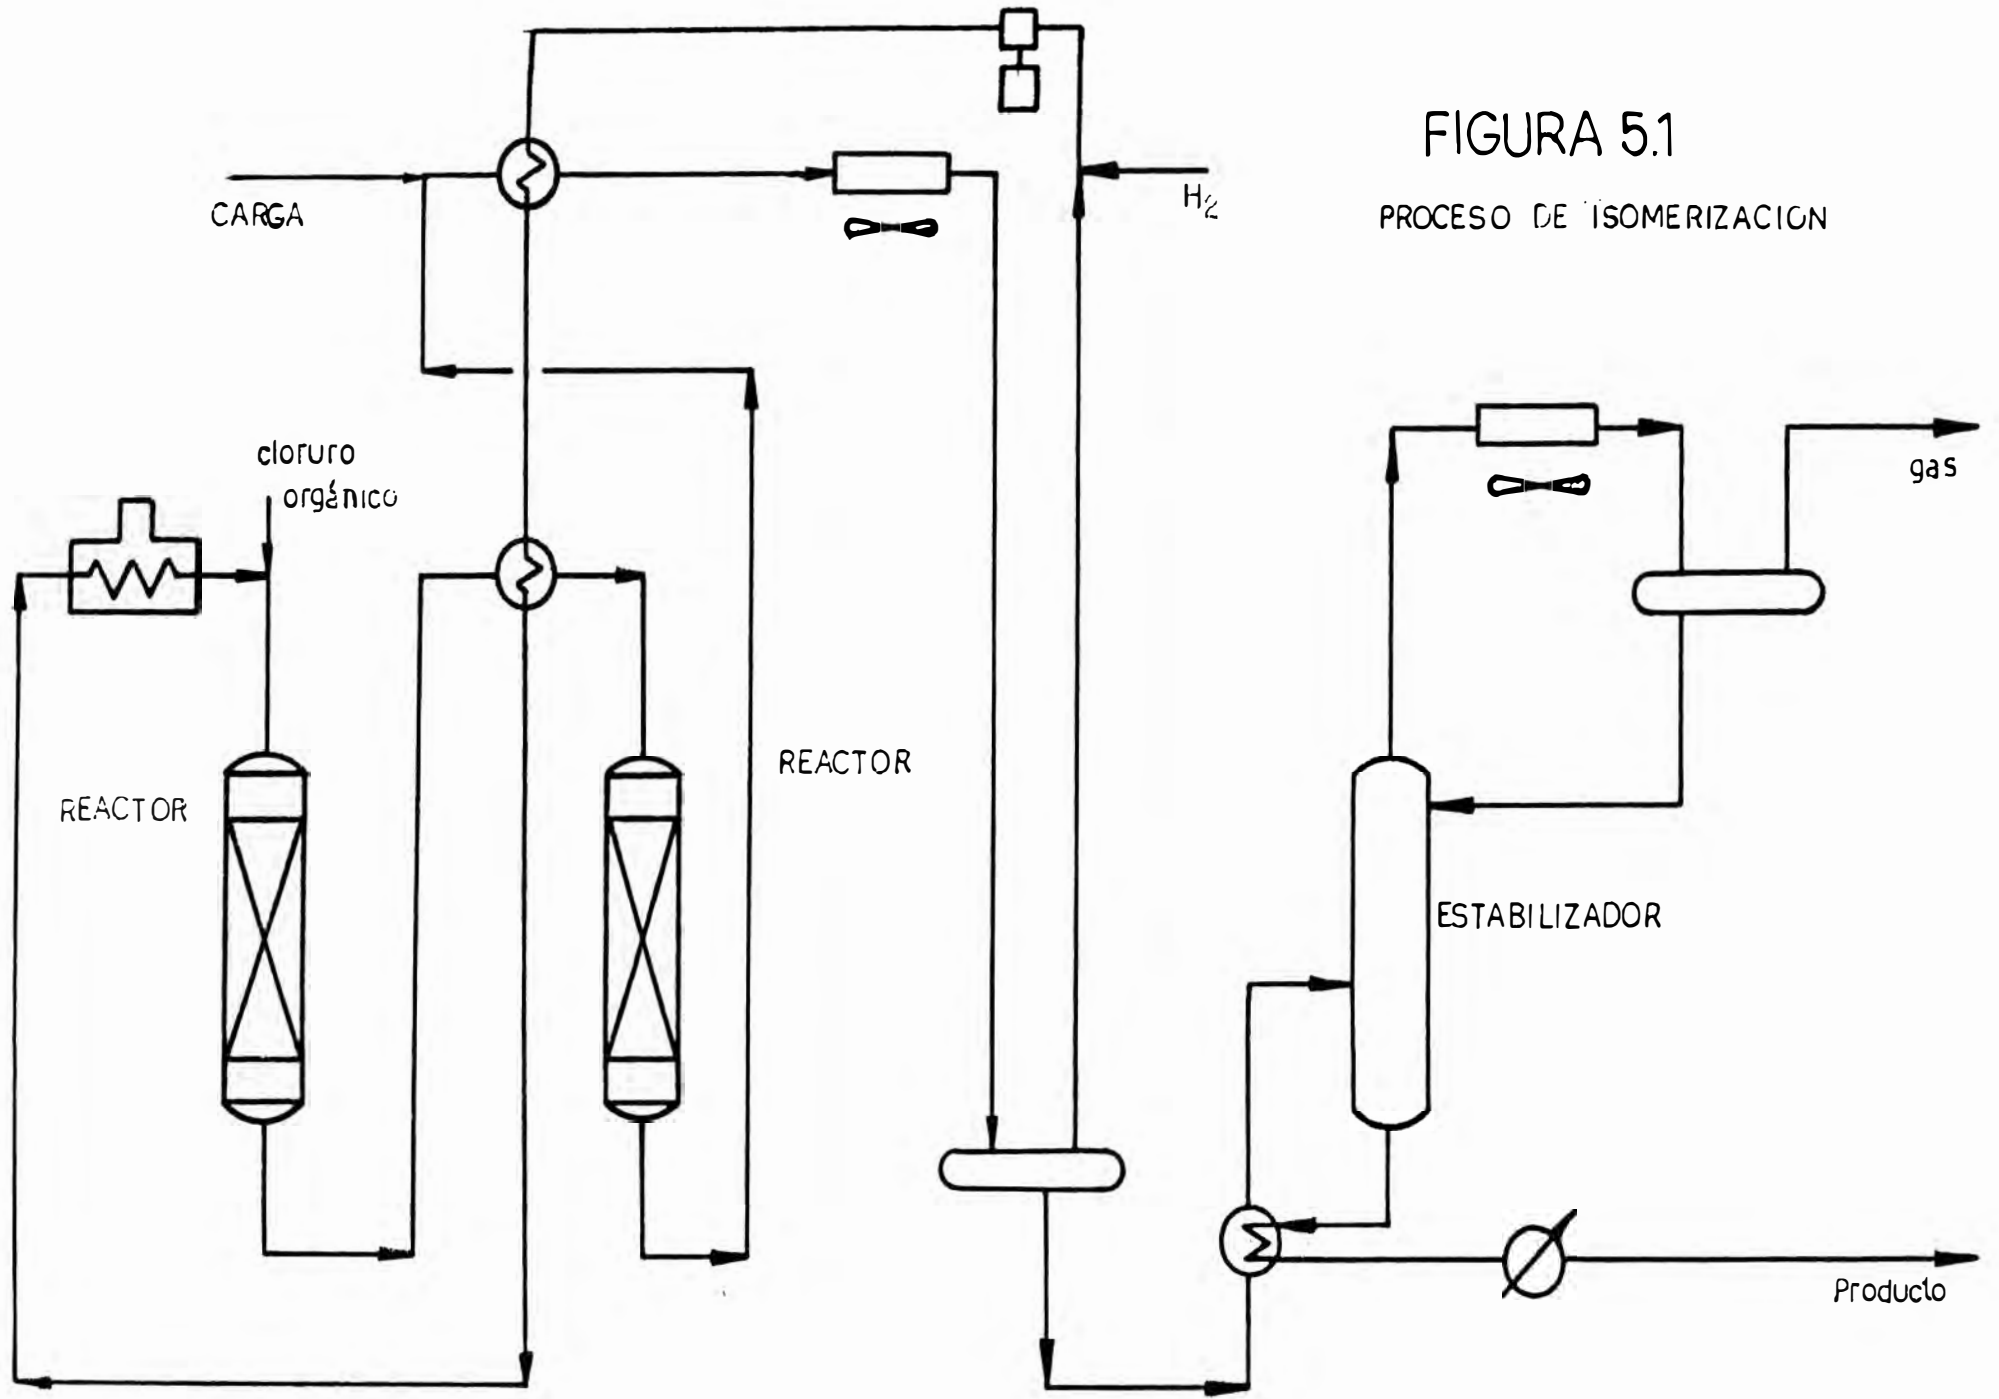 FIGURA 5.1
PROCESO DE ISOMERIZACION
CARGA
H2
cloruro
orgánico
gas
REACTOR
REACTOR
ESTABILIZADOR
Producto